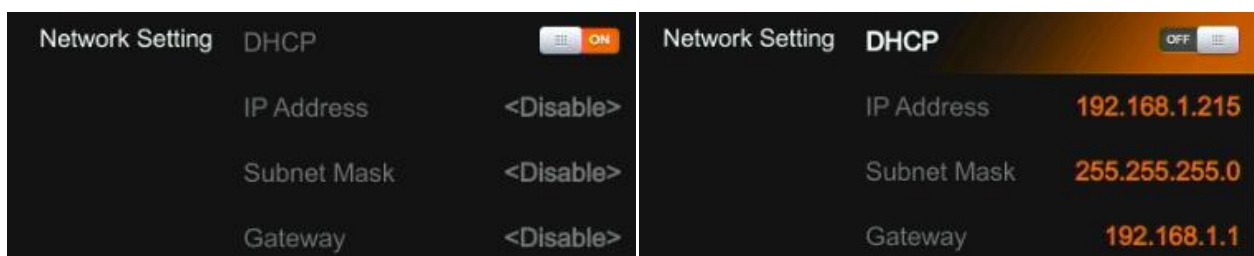 Network Setting DHCP ON
IP Address <Disable>
Subnet Mask <Disable>
Gateway <Disable>
Network Setting DHCP OFF
IP Address 192.168.1.215
Subnet Mask 255.255.255.0
Gateway 192.168.1.1